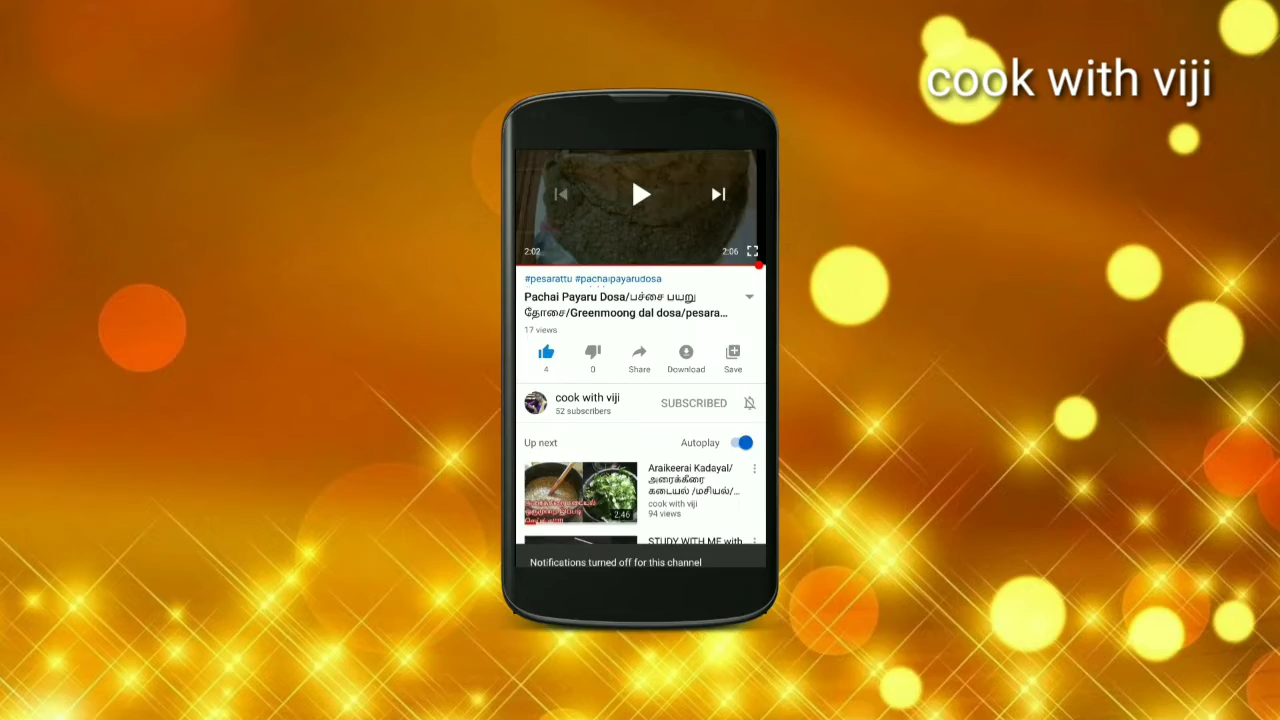 cook with viji
2:02
2:06
#pesarattu #pachaipayarudosa
Pachai Payaru Dosa/பச்சை பயறு
தோசை/Greenmoong dal dosa/pesara...
17 views
4
0
Share
Download
Save
cook with viji
52 subscribers
SUBSCRIBED
Up next
Autoplay
Araikeerai Kadayal/
அரைக்கீரை
கடையல் /மசியல்/...
cook with viji
94 views
2:46
STUDY WITH ME with
Notifications turned off for this channel